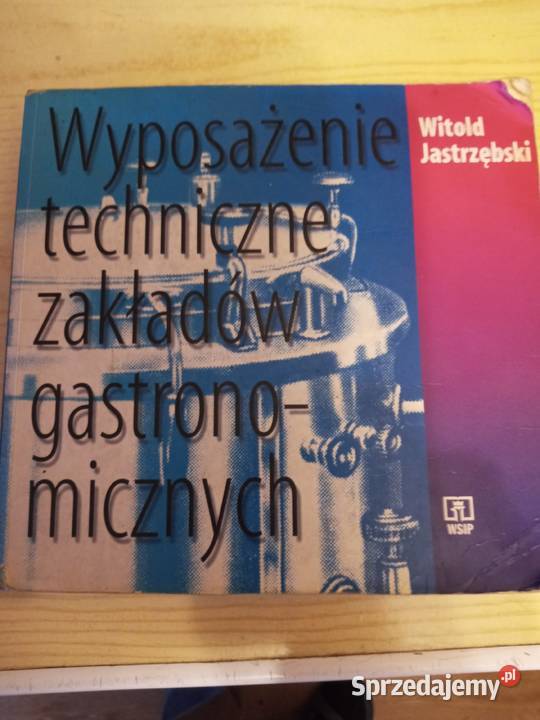 Wyposażenie
techniczne
zakładów
gastrono-
micznych
Witold
Jastrzębski
WSiP
Sprzedajemy.pl